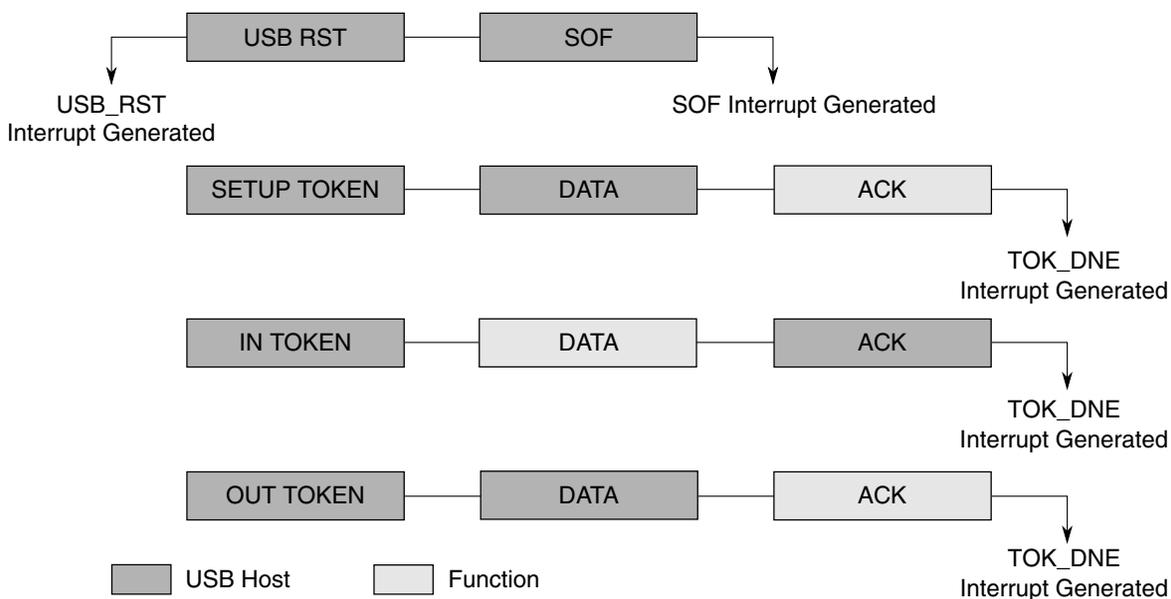 USB RST
SOF
USB_RST
Interrupt Generated
SOF Interrupt Generated
SETUP TOKEN
DATA
ACK
TOK_DNE
Interrupt Generated
IN TOKEN
DATA
ACK
TOK_DNE
Interrupt Generated
OUT TOKEN
DATA
ACK
TOK_DNE
Interrupt Generated
USB Host
Function